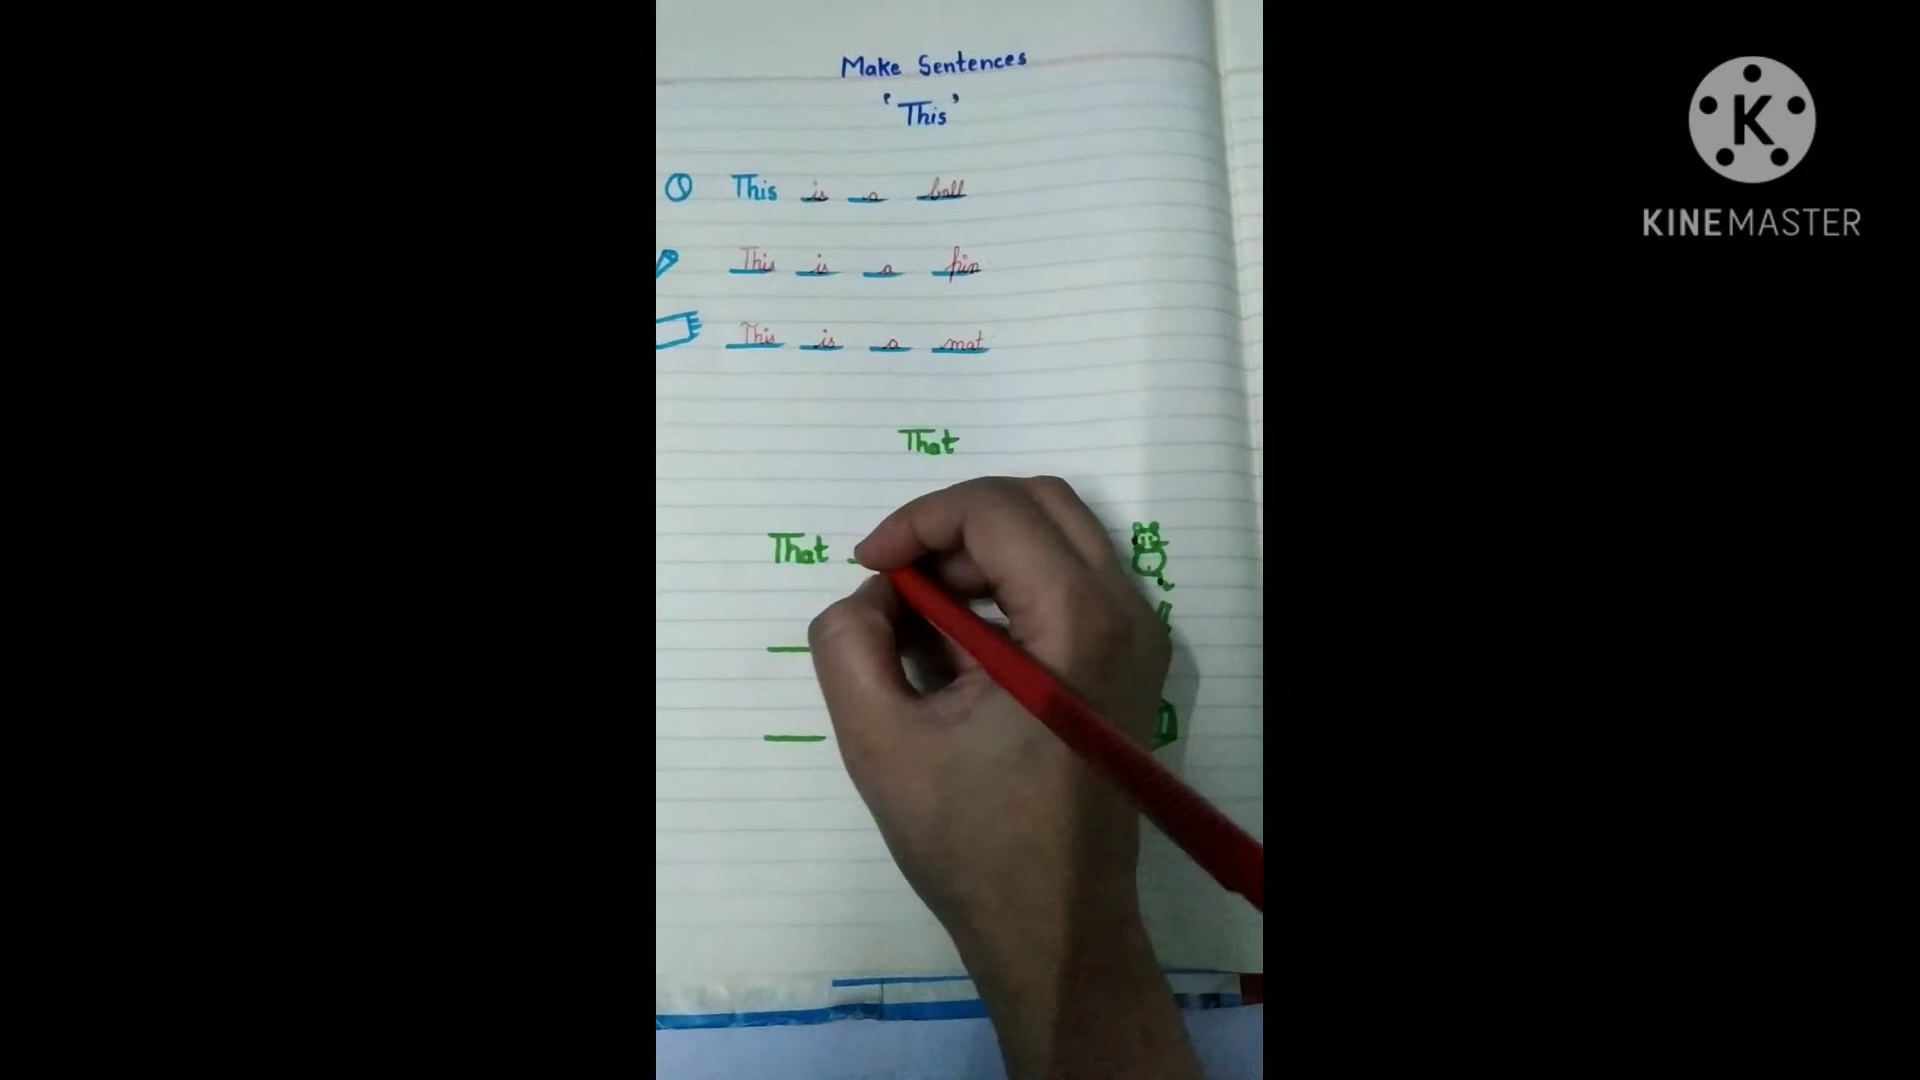 Make Sentences
'This'
This is a ball
This is a pin
This is a mat
That
That
K
KINEMASTER